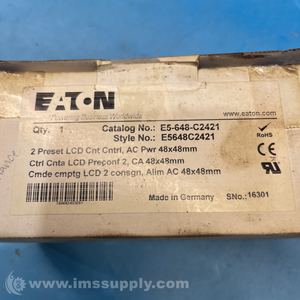 EATON
Powering Business Worldwide
www.eaton.com
Qty. 1 Catalog No.: E5-648-C2421
Style No.: E5648C2421
2 Preset LCD Cnt Cntrl, AC Pwr 48x48mm
Ctrl Cnta LCD Preconf 2, CA 48x48mm
Cmde cmptg LCD 2 consgn, Alim AC 48x48mm
Made in Germany SNo.: 16301
© www.imssupply.com